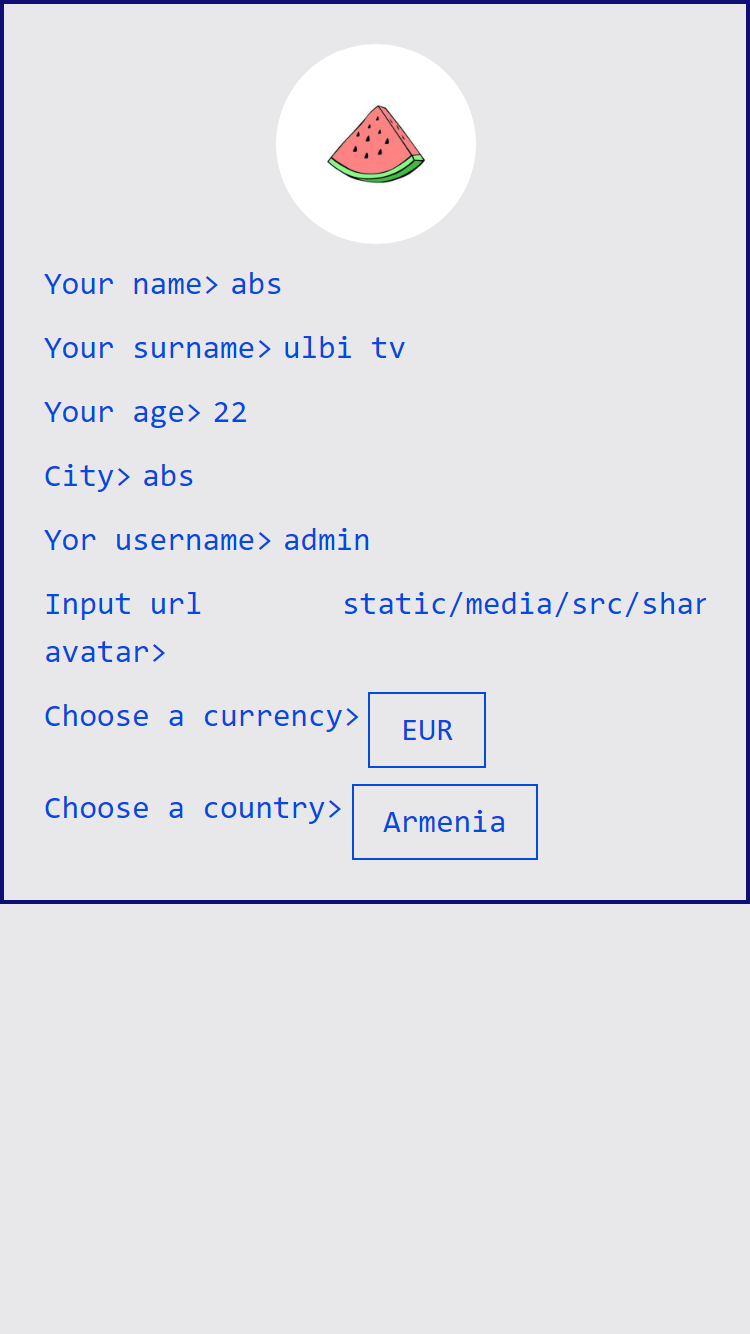 Your name> abs
Your surname> ulbi tv
Your age> 22
City> abs
Yor username> admin
Input url static/media/src/shar
avatar>
Choose a currency> EUR
Choose a country> Armenia